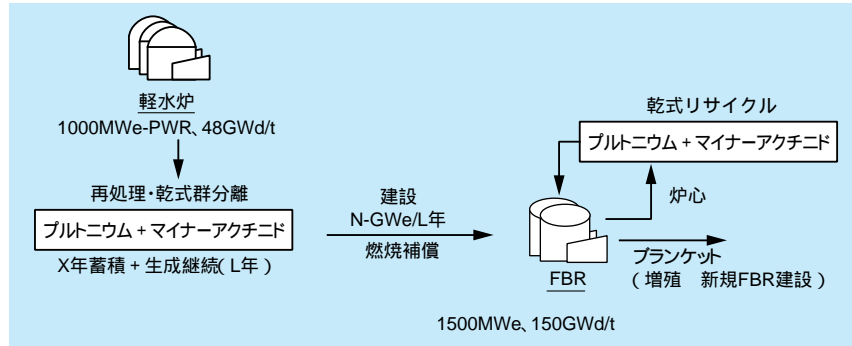 軽水炉
1000MWe-PWR、48GWd/t
再処理・乾式群分離
プルトニウム + マイナーアクチニド
X年蓄積 + 生成継続( L年 )
建設
N-GWe/L年
燃焼補償
乾式リサイクル
プルトニウム + マイナーアクチニド
炉心
FBR
ブランケット
( 増殖 新規FBR建設 )
1500MWe、150GWd/t